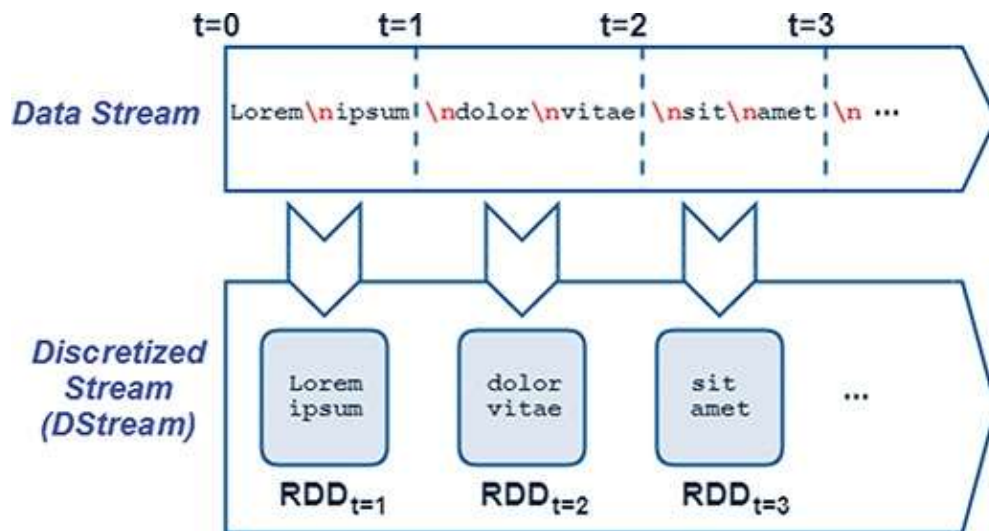 t=0 t=1 t=2 t=3
Data Stream
Lorem\nipsum \ndolor\nvitae \nsit\namet \n ...
Discretized
Stream
(DStream)
Lorem
ipsum
dolor
vitae
sit
amet
...
RDDt=1 RDDt=2 RDDt=3